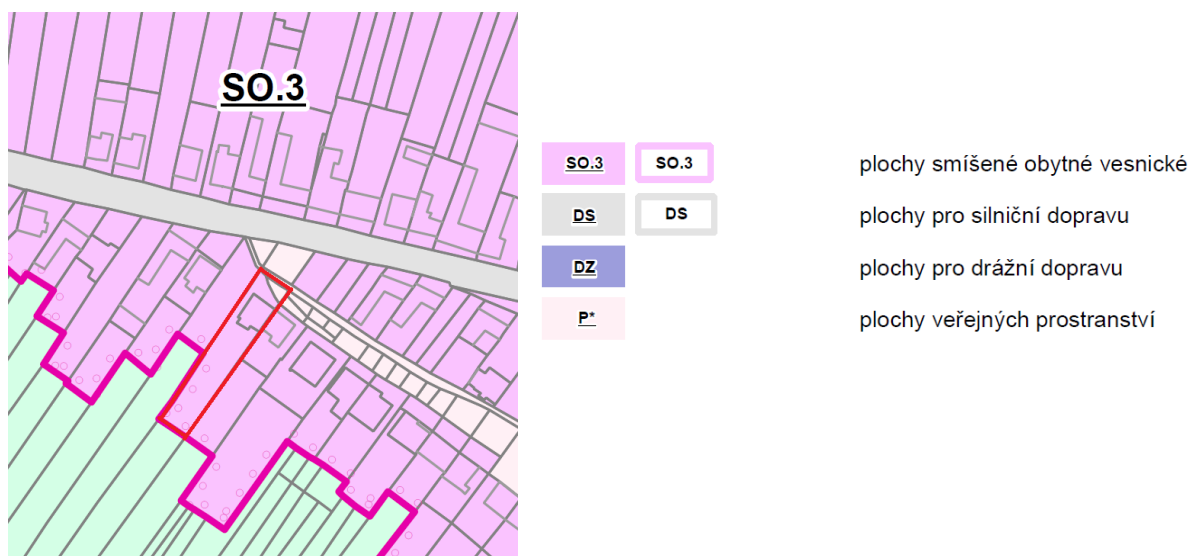 SO.3
SO.3 SO.3 plochy smíšené obytné vesnické
DS DS plochy pro silniční dopravu
DZ plochy pro drážní dopravu
P* plochy veřejných prostranství